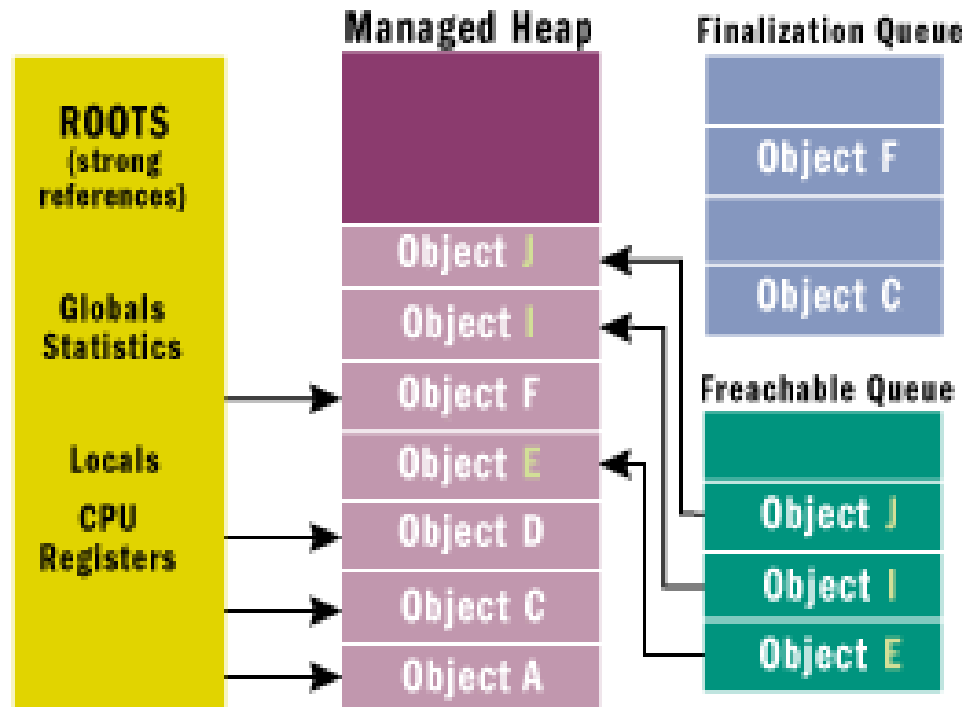 ROOTS
(strong
references)
Globals
Statistics
Locals
CPU
Registers
Managed Heap
Object J
Object I
Object F
Object E
Object D
Object C
Object A
Finalization Queue
Object F
Object C
Freachable Queue
Object J
Object I
Object E